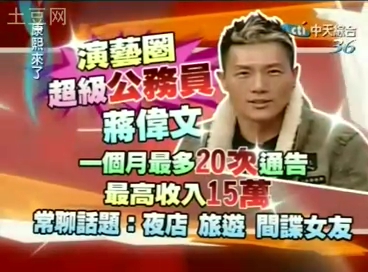 土豆网
康熙來了
cti 中天綜合
36
演藝圈
超級公務員
蔣偉文
一個月最多20次通告
最高收入15萬
常聊話題：夜店 旅遊 間諜女友